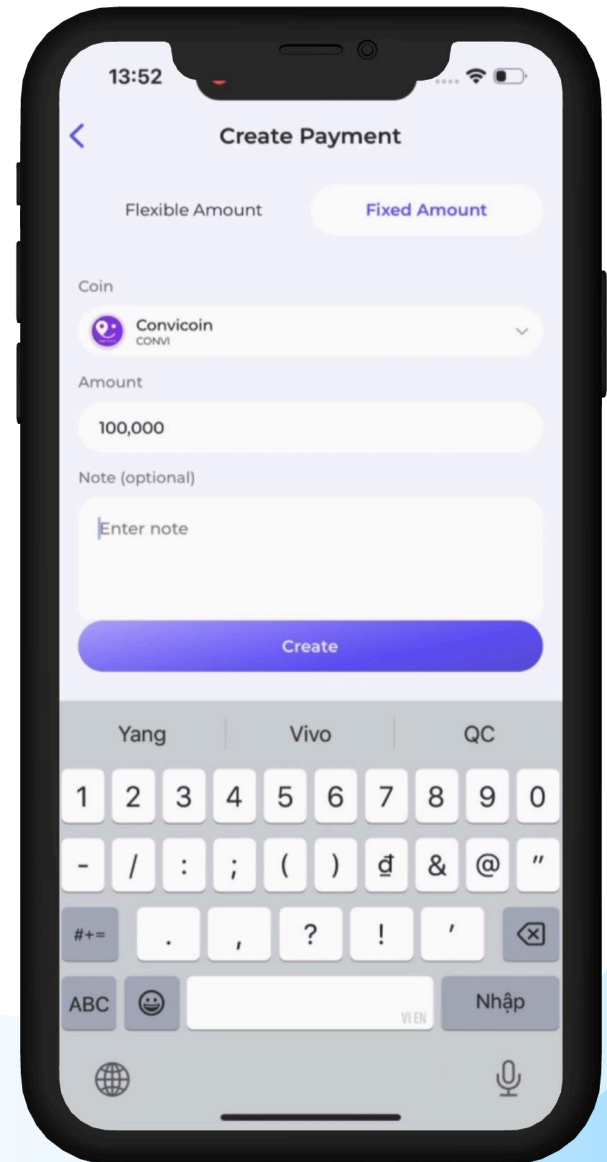 13:52
Create Payment
Flexible Amount Fixed Amount
Coin
Convicoin
CONVI
Amount
100,000
Note (optional)
Enter note
Create
Yang Vivo QC
1 2 3 4 5 6 7 8 9 0
- / : ; ( ) ₫ & @ "
#+= . , ? ! '
ABC VI EN Nhập